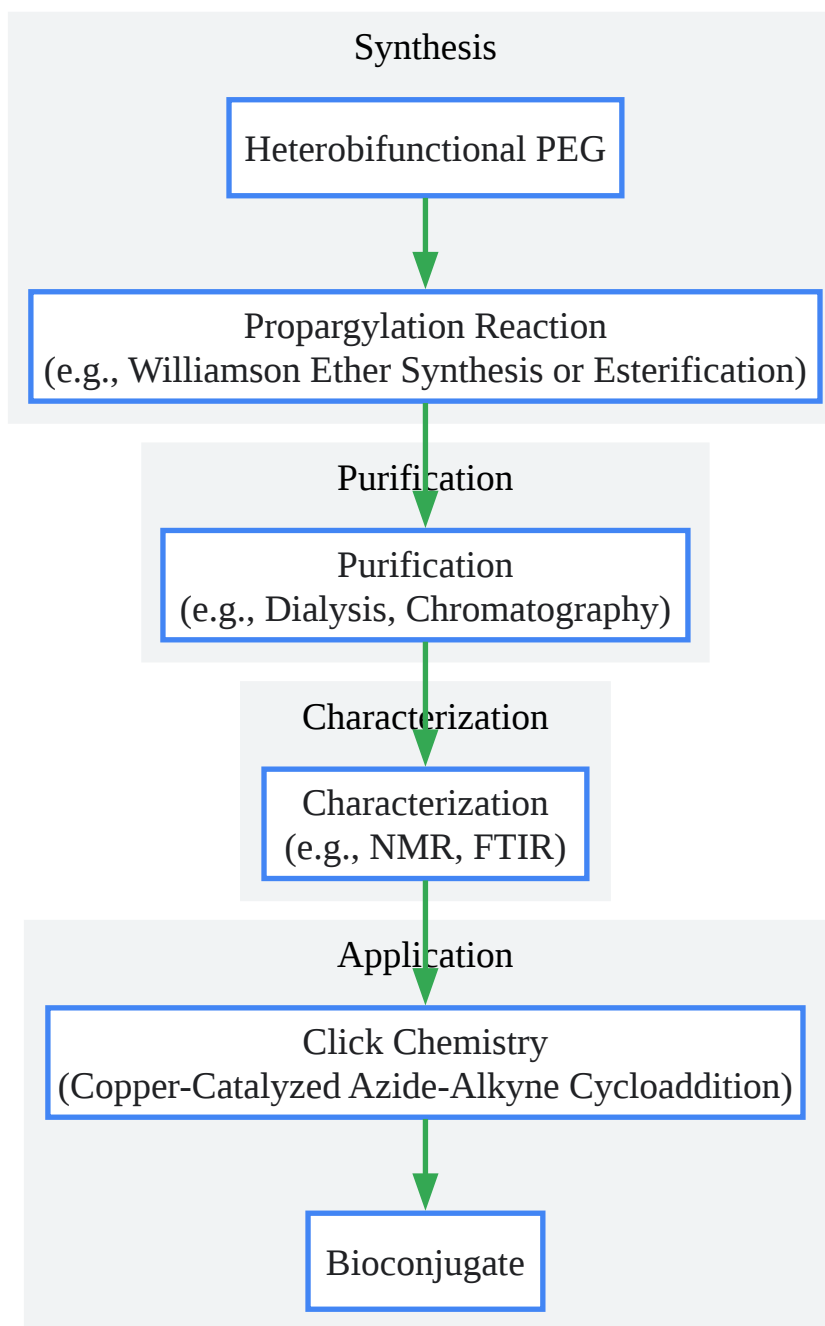 Synthesis
Heterobifunctional PEG
Propargylation Reaction
(e.g., Williamson Ether Synthesis or Esterification)
Purification
Purification
(e.g., Dialysis, Chromatography)
Characterization
Characterization
(e.g., NMR, FTIR)
Application
Click Chemistry
(Copper-Catalyzed Azide-Alkyne Cycloaddition)
Bioconjugate